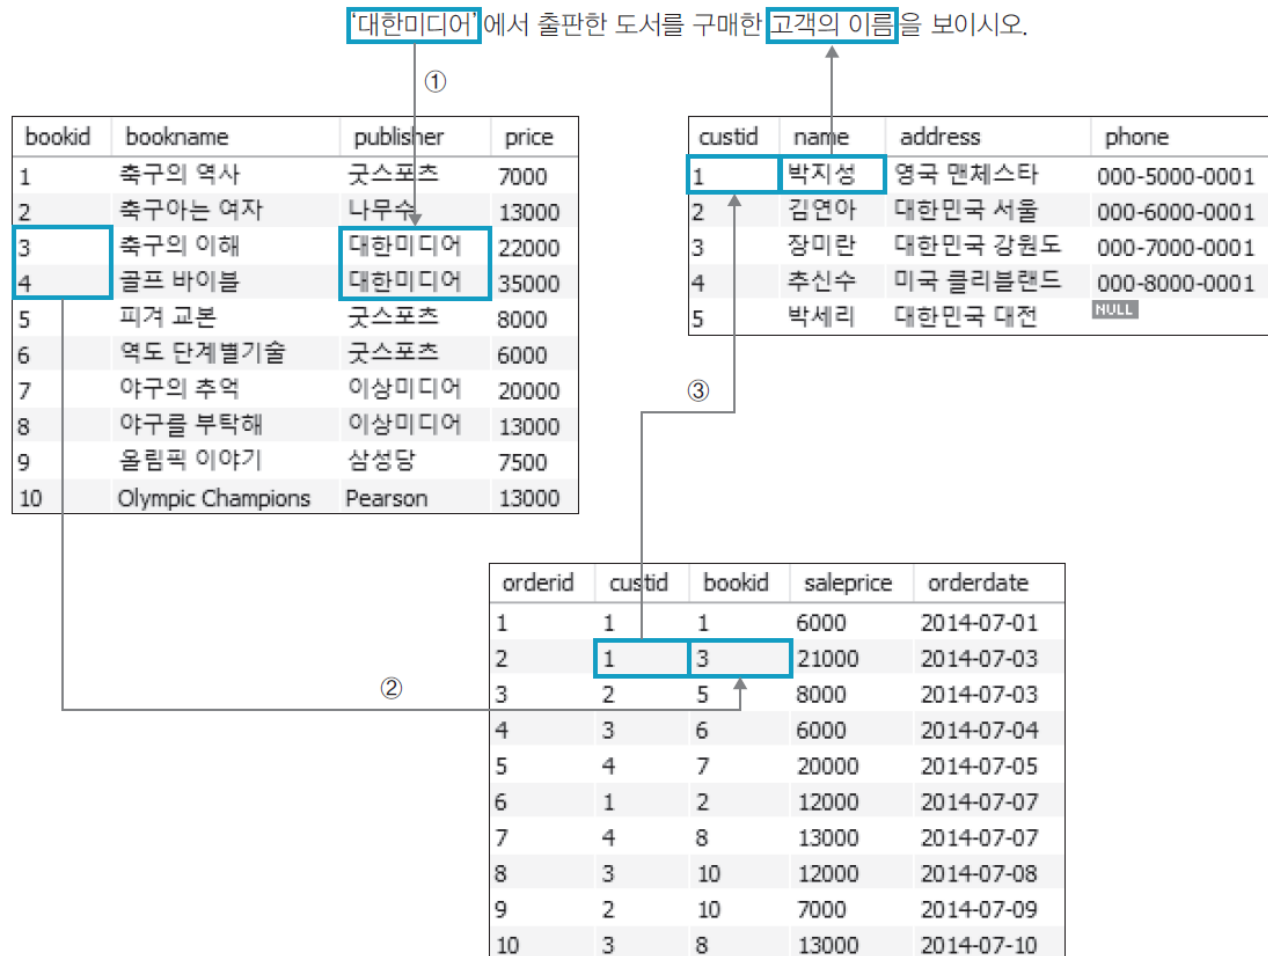 ‘대한미디어’에서 출판한 도서를 구매한 고객의 이름을 보이시오.
①
bookid bookname publisher price
1 축구의 역사 굿스포츠 7000
2 축구아는 여자 나무수 13000
3 축구의 이해 대한미디어 22000
4 골프 바이블 대한미디어 35000
5 피겨 교본 굿스포츠 8000
6 역도 단계별기술 굿스포츠 6000
7 야구의 추억 이상미디어 20000
8 야구를 부탁해 이상미디어 13000
9 올림픽 이야기 삼성당 7500
10 Olympic Champions Pearson 13000
custid name address phone
1 박지성 영국 맨체스타 000-5000-0001
2 김연아 대한민국 서울 000-6000-0001
3 장미란 대한민국 강원도 000-7000-0001
4 추신수 미국 클리블랜드 000-8000-0001
5 박세리 대한민국 대전 NULL
③
②
orderid custid bookid saleprice orderdate
1 1 1 6000 2014-07-01
2 1 3 21000 2014-07-03
3 2 5 8000 2014-07-03
4 3 6 6000 2014-07-04
5 4 7 20000 2014-07-05
6 1 2 12000 2014-07-07
7 4 8 13000 2014-07-07
8 3 10 12000 2014-07-08
9 2 10 7000 2014-07-09
10 3 8 13000 2014-07-10